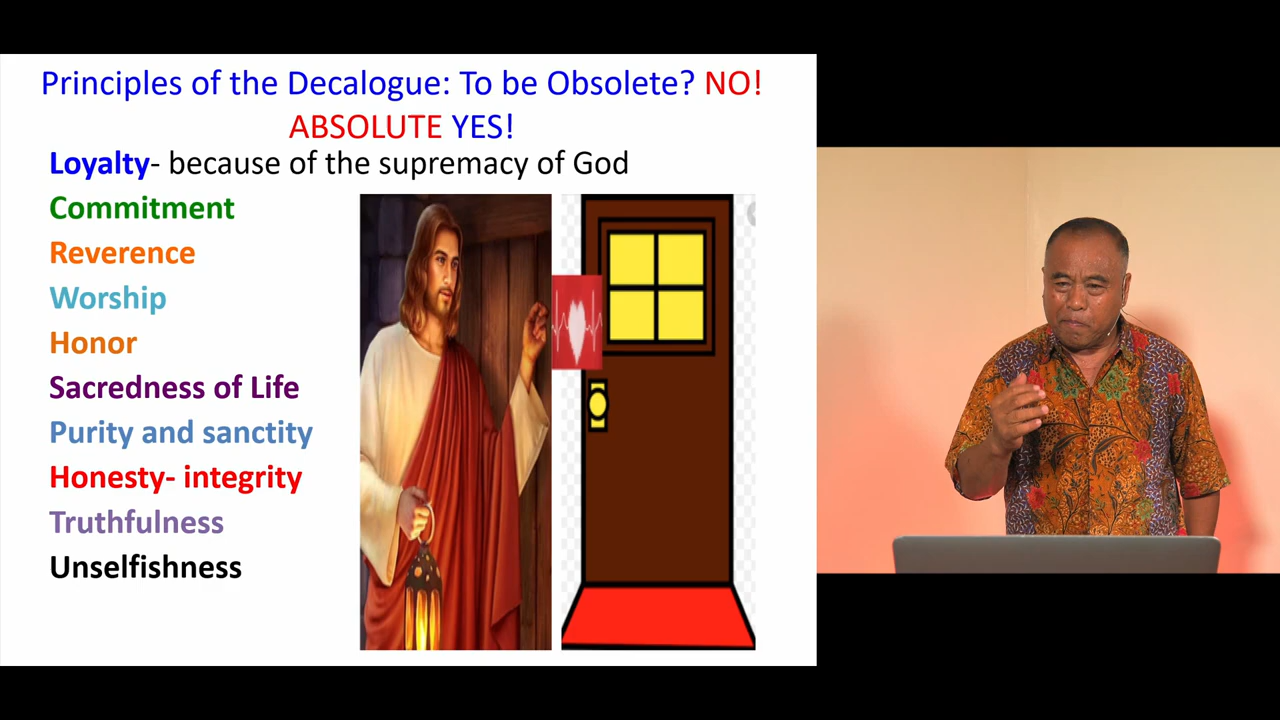 Principles of the Decalogue: To be Obsolete? NO!
ABSOLUTE YES!
Loyalty- because of the supremacy of God
Commitment
Reverence
Worship
Honor
Sacredness of Life
Purity and sanctity
Honesty- integrity
Truthfulness
Unselfishness